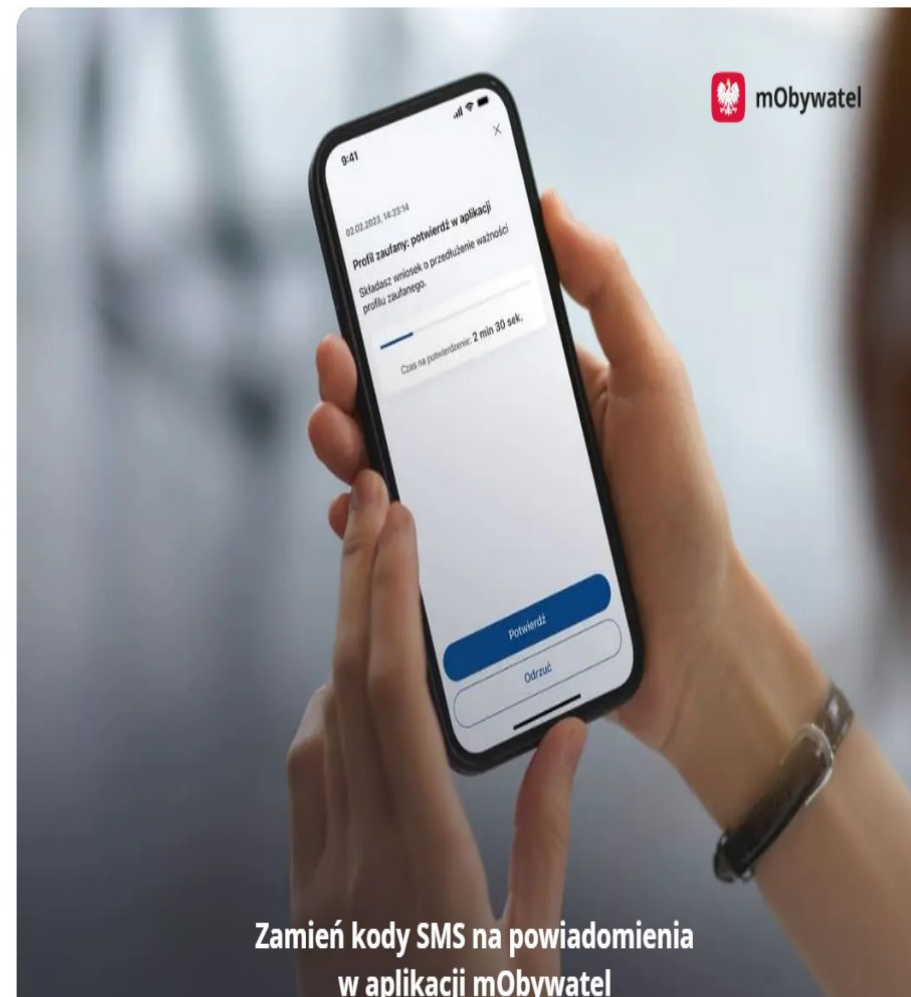 mObywatel
9:41
02.02.2023, 14:23:14
Profil zaufany: potwierdź w aplikacji
Składasz wniosek o przedłużenie ważności
profilu zaufanego.
Czas na potwierdzenie: 2 min 30 sek.
Potwierdź
Odrzuć
Zamień kody SMS na powiadomienia
w aplikacji mObywatel